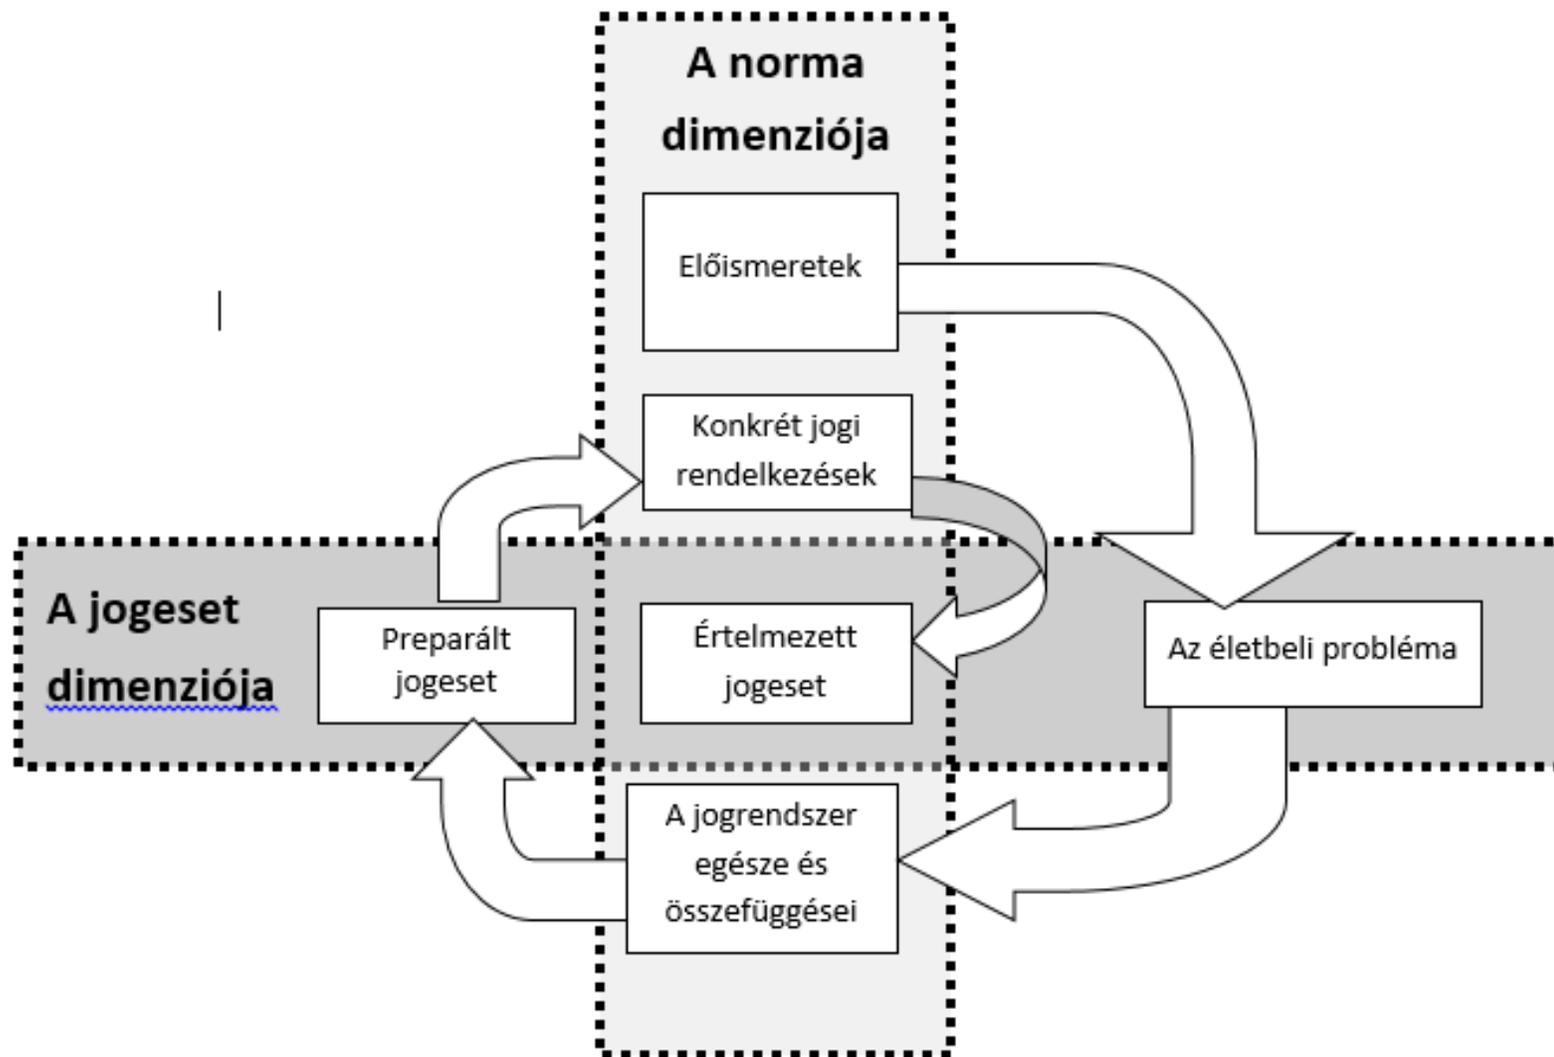 A norma
dimenziója
Előismeretek
Konkrét jogi
rendelkezések
A jogeset
dimenziója
Preparált
jogeset
Értelmezett
jogeset
Az életbeli probléma
A jogrendszer
egésze és
összefüggései